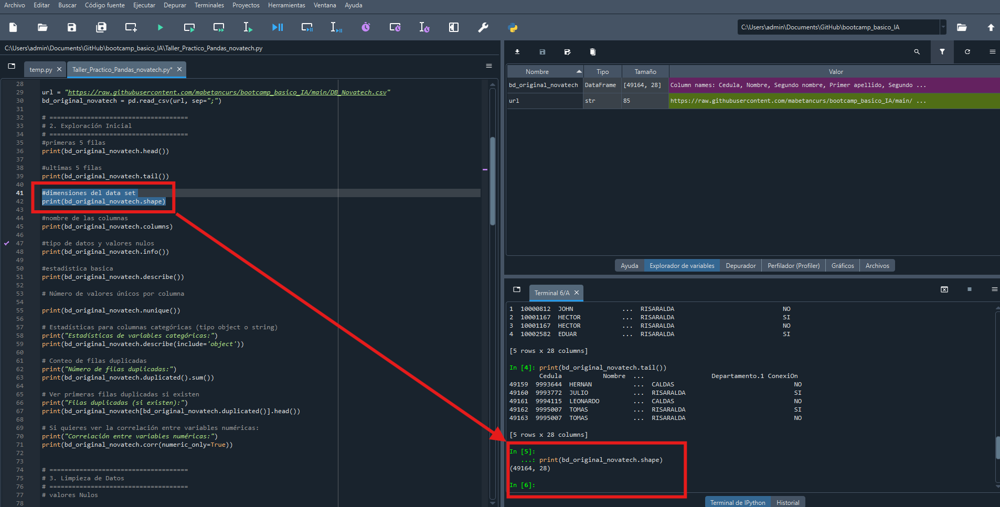 Archivo Editar Buscar Código fuente Ejecutar Depurar Terminales Proyectos Herramientas Ventana Ayuda
C:\Users\admin\Documents\GitHub\bootcamp_basico_IA
C:\Users\admin\Documents\GitHub\bootcamp_basico_IA\Taller_Practico_Pandas_novatech.py
temp.py
Taller_Practico_Pandas_novatech.py*
28
29 url = "https://raw.githubusercontent.com/mabetancurs/bootcamp_basico_IA/main/DB_Novatech.csv"
30 bd_original_novatech = pd.read_csv(url, sep=";")
31
32 # =====================================
33 # 2. Exploración Inicial
34 # =====================================
35 #primeras 5 filas
36 print(bd_original_novatech.head())
37
38 #ultimas 5 filas
39 print(bd_original_novatech.tail())
40
41 #dimensiones del data set
42 print(bd_original_novatech.shape)
43
44 #nombre de las columnas
45 print(bd_original_novatech.columns)
46
47 #tipo de datos y valores nulos
48 print(bd_original_novatech.info())
49
50 #estadistica basica
51 print(bd_original_novatech.describe())
52
53 # Número de valores únicos por columna
54
55 print(bd_original_novatech.nunique())
56
57 # Estadísticas para columnas categóricas (tipo object o string)
58 print("Estadísticas de variables categóricas:")
59 print(bd_original_novatech.describe(include='object'))
60
61 # Conteo de filas duplicadas
62 print("Número de filas duplicadas:")
63 print(bd_original_novatech.duplicated().sum())
64
65 # Ver primeras filas duplicadas si existen
66 print("Filas duplicadas (si existen):")
67 print(bd_original_novatech[bd_original_novatech.duplicated()].head())
68
69 # Si quieres ver la correlación entre variables numéricas:
70 print("Correlación entre variables numéricas:")
71 print(bd_original_novatech.corr(numeric_only=True))
72
73
74 # =====================================
75 # 3. Limpieza de Datos
76 # =====================================
77 # valores Nulos
78
Nombre Tipo Tamaño Valor
bd_original_novatech DataFrame [49164, 28] Column names: Cedula, Nombre, Segundo nombre, Primer apellido, Segundo ...
url str 85 https://raw.githubusercontent.com/mabetancurs/bootcamp_basico_IA/main/ ...
Ayuda Explorador de variables Depurador Perfilador (Profiler) Gráficos Archivos
Terminal 6/A
1 10000812 JOHN ... RISARALDA NO
2 10001167 HECTOR ... RISARALDA SI
3 10001167 HECTOR ... RISARALDA NO
4 10002582 EDUAR ... RISARALDA SI
[5 rows x 28 columns]
In [4]: print(bd_original_novatech.tail())
Cedula Nombre ... Departamento.1 ConexiOn
49159 9993644 HERNAN ... CALDAS NO
49160 9993772 JULIO ... RISARALDA SI
49161 9994115 LEONARDO ... CALDAS NO
49162 9995007 TOMAS ... RISARALDA SI
49163 9995007 TOMAS ... RISARALDA NO
[5 rows x 28 columns]
In [5]:
...: print(bd_original_novatech.shape)
(49164, 28)
In [6]:
Terminal de IPython Historial